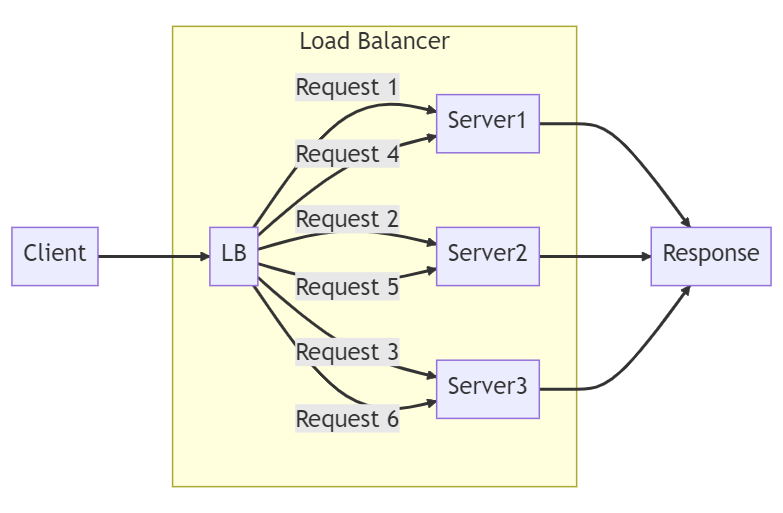 Load Balancer
Request 1
Server1
Request 4
Request 2
Client
LB
Server2
Response
Request 5
Request 3
Server3
Request 6